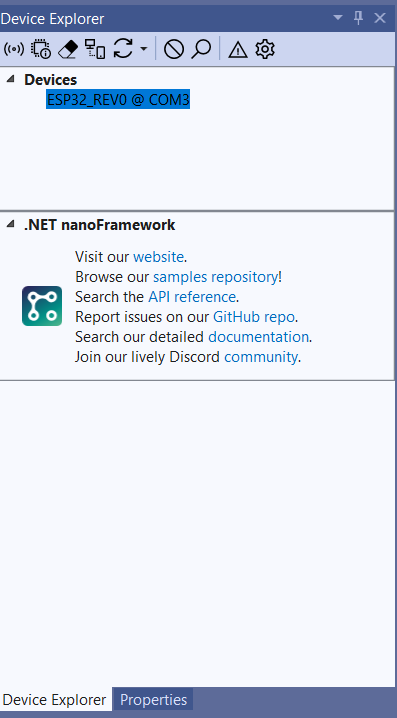 Device Explorer
Devices
ESP32_REV0 @ COM3
.NET nanoFramework
Visit our website.
Browse our samples repository!
Search the API reference.
Report issues on our GitHub repo.
Search our detailed documentation.
Join our lively Discord community.
Device Explorer Properties